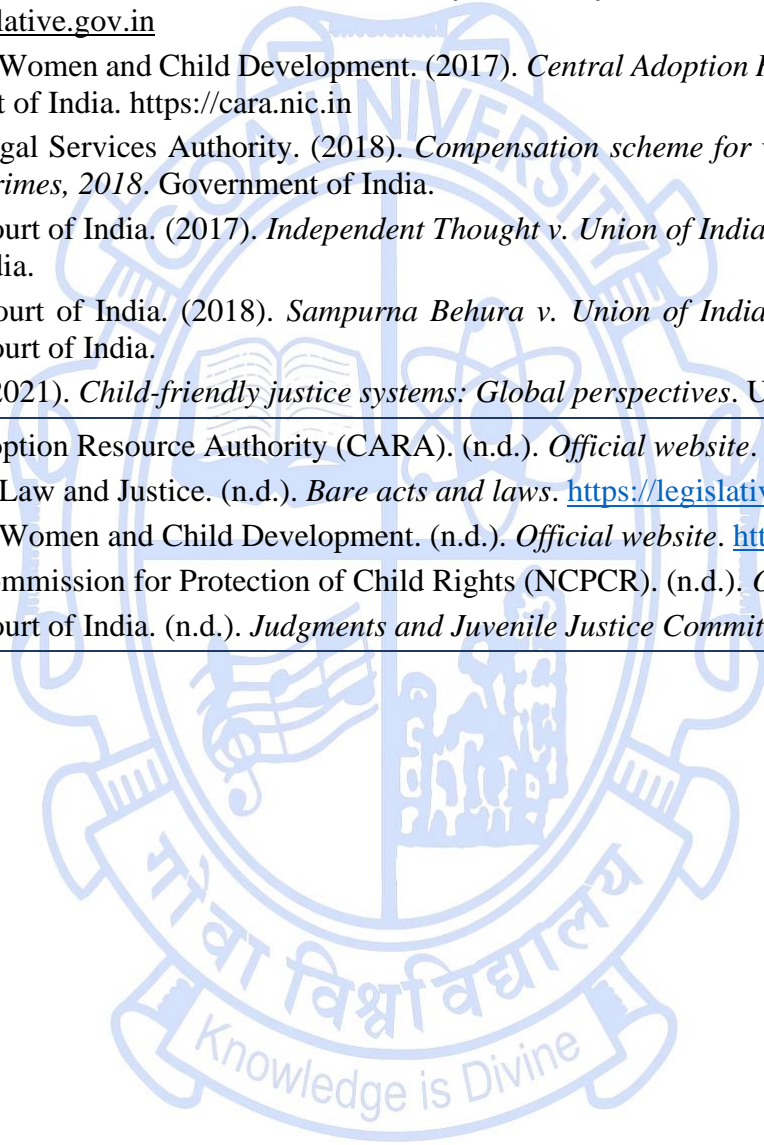 lative.gov.in
Women and Child Development. (2017). Central Adoption
t of India. https://cara.nic.in
gal Services Authority. (2018). Compensation scheme for
rimes, 2018. Government of India.
ourt of India. (2017). Independent Thought v. Union of India
dia.
ourt of India. (2018). Sampurna Behura v. Union of India
ourt of India.
2021). Child-friendly justice systems: Global perspectives. U
option Resource Authority (CARA). (n.d.). Official website.
Law and Justice. (n.d.). Bare acts and laws. https://legislativ
Women and Child Development. (n.d.). Official website. htt
ommission for Protection of Child Rights (NCPCR). (n.d.).
ourt of India. (n.d.). Judgments and Juvenile Justice Commit
GOA UNIVERSITY
गोंवा विश्वविद्यालय
Knowledge is Divine